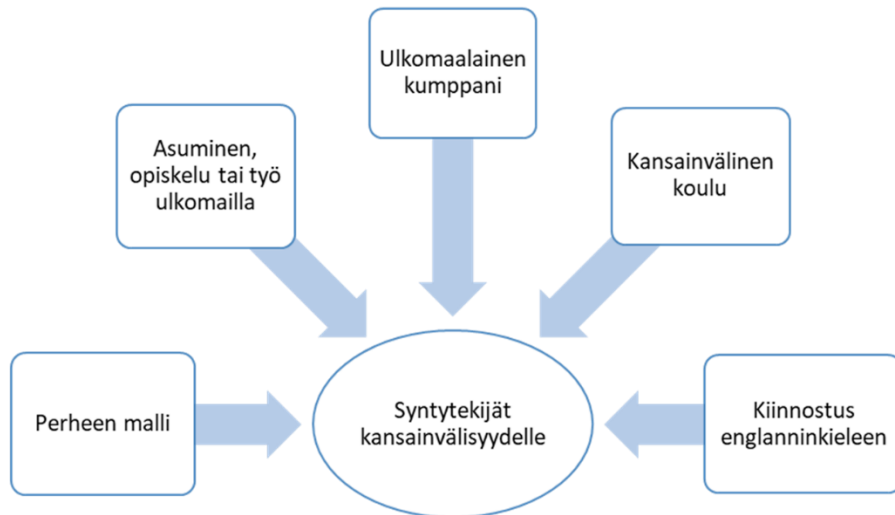 Ulkomaalainen
kumppani
Asuminen,
opiskelu tai työ
ulkomailla
Kansainvälinen
koulu
Perheen malli
Syntytekijät
kansainvälisyydelle
Kiinnostus
englanninkieleen